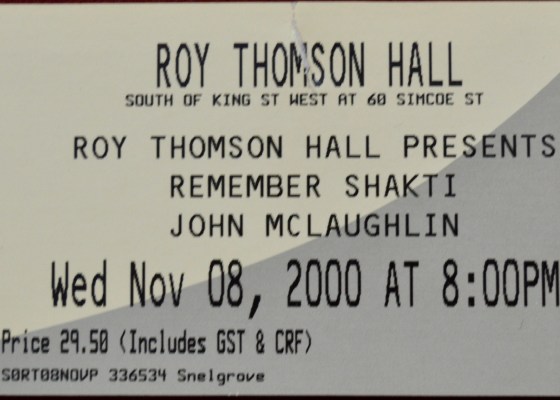 ROY THOMSON HALL
SOUTH OF KING ST WEST AT 60 SIMCOE ST
ROY THOMSON HALL PRESENTS
REMEMBER SHAKTI
JOHN MCLAUGHLIN
Wed Nov 08, 2000 AT 8:00PM
Price 29.50 (Includes GST & CRF)
SORT08NOVP 336534 Snelgrove